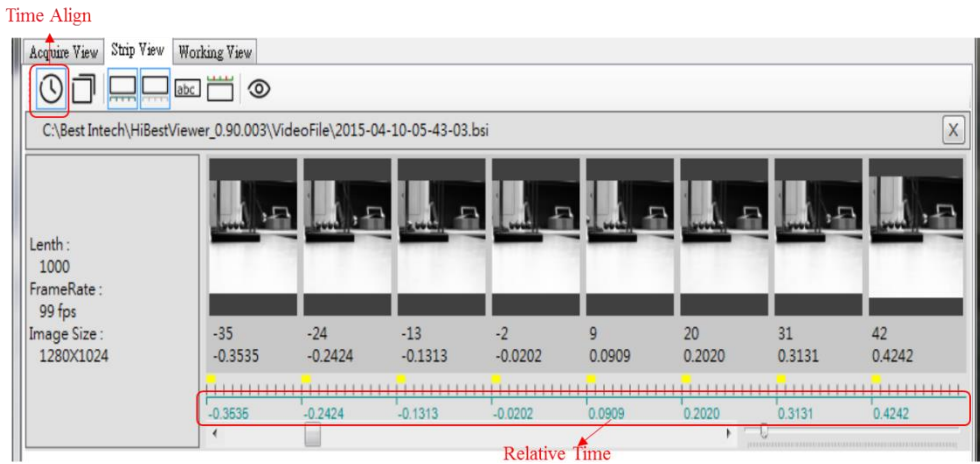 Time Align
Acquire View Strip View Working View
abc
C:\Best Intech\HiBestViewer_0.90.003\VideoFile\2015-04-10-05-43-03.bsi X
Lenth :
1000
FrameRate :
99 fps
Image Size :
1280X1024
-35 -24 -13 -2 9 20 31 42
-0.3535 -0.2424 -0.1313 -0.0202 0.0909 0.2020 0.3131 0.4242
-0.3636 -0.2424 -0.1313 -0.0202 0.0909 0.2020 0.3131 0.4242
Relative Time